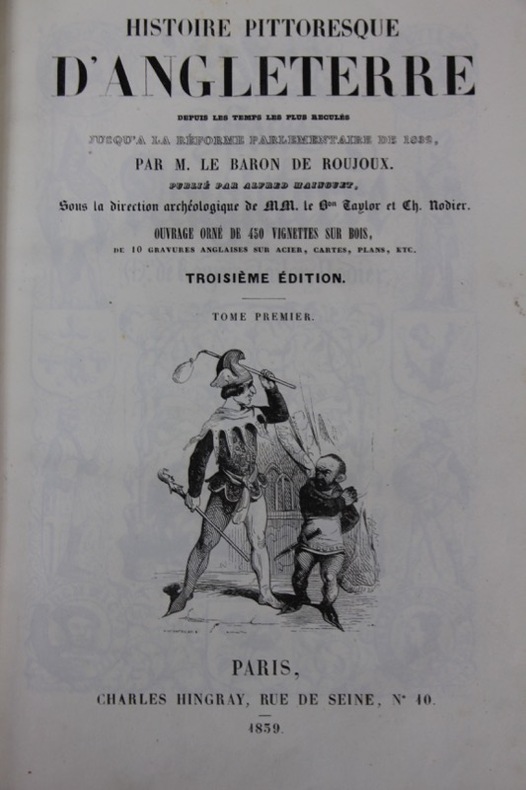 HISTOIRE PITTORESQUE
D'ANGLETERRE
DEPUIS LES TEMPS LES PLUS RECULÉS
JUSQU'A LA RÉFORME PARLEMENTAIRE DE 1832,
PAR M. LE BARON DE ROUJOUX.
PUBLIÉ PAR ALFRED MAINGUET,
Sous la direction archéologique de MM. le Bon Taylor et Ch. Nodier.
OUVRAGE ORNÉ DE 450 VIGNETTES SUR BOIS,
DE 10 GRAVURES ANGLAISES SUR ACIER, CARTES, PLANS, ETC.
TROISIÈME ÉDITION.
TOME PREMIER.
PARIS,
CHARLES HINGRAY, RUE DE SEINE, N° 10.
1839.